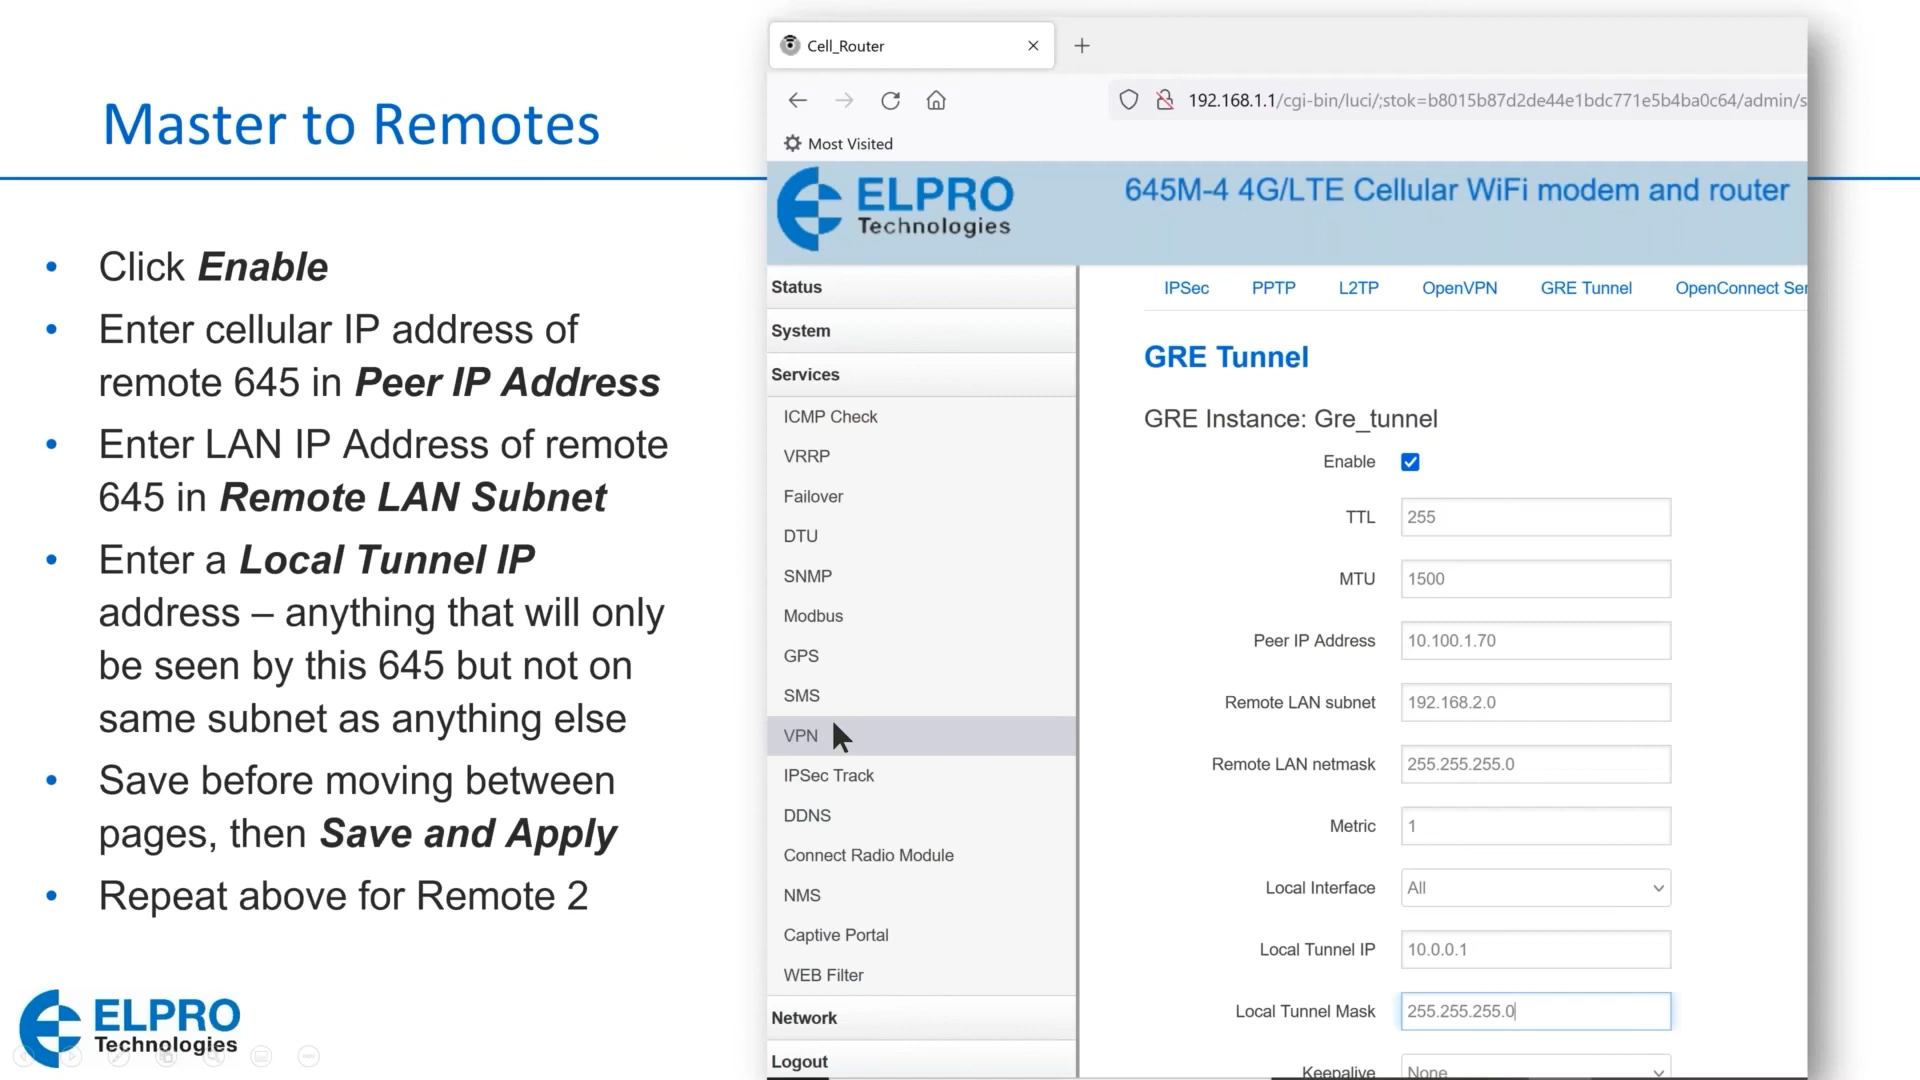 Master to Remotes
• Click Enable
• Enter cellular IP address of
remote 645 in Peer IP Address
• Enter LAN IP Address of remote
645 in Remote LAN Subnet
• Enter a Local Tunnel IP
address – anything that will only
be seen by this 645 but not on
same subnet as anything else
• Save before moving between
pages, then Save and Apply
• Repeat above for Remote 2
ELPRO
Technologies
Cell_Router
192.168.1.1/cgi-bin/luci/;stok=b8015b87d2de44e1bdc771e5b4ba0c64/admin/s
Most Visited
ELPRO
Technologies
645M-4 4G/LTE Cellular WiFi modem and router
Status
System
Services
ICMP Check
VRRP
Failover
DTU
SNMP
Modbus
GPS
SMS
VPN
IPSec Track
DDNS
Connect Radio Module
NMS
Captive Portal
WEB Filter
Network
Logout
IPSec PPTP L2TP OpenVPN GRE Tunnel OpenConnect Ser
GRE Tunnel
GRE Instance: Gre_tunnel
Enable
TTL 255
MTU 1500
Peer IP Address 10.100.1.70
Remote LAN subnet 192.168.2.0
Remote LAN netmask 255.255.255.0
Metric 1
Local Interface All
Local Tunnel IP 10.0.0.1
Local Tunnel Mask 255.255.255.0
Keepalive None